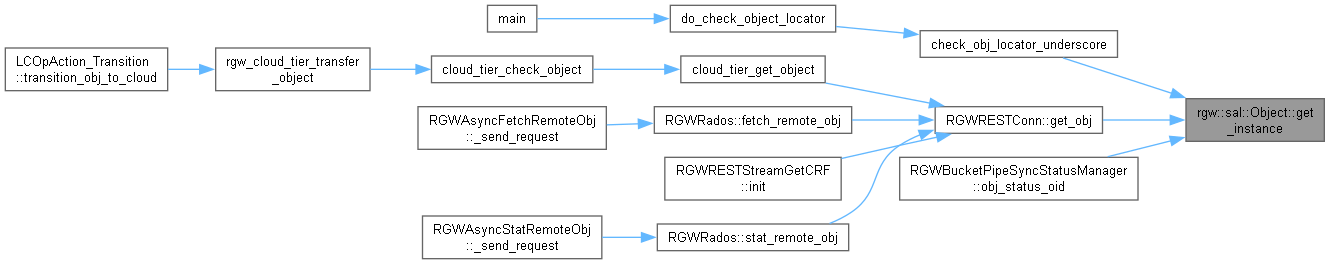 main
do_check_object_locator
check_obj_locator_underscore
LCOpAction_Transition
::transition_obj_to_cloud
rgw_cloud_tier_transfer
_object
cloud_tier_check_object
cloud_tier_get_object
rgw::sal::Object::get
_instance
RGWAsyncFetchRemoteObj
::_send_request
RGWRados::fetch_remote_obj
RGWRESTConn::get_obj
RGWRESTStreamGetCRF
::init
RGWBucketPipeSyncStatusManager
::obj_status_oid
RGWAsyncStatRemoteObj
::_send_request
RGWRados::stat_remote_obj